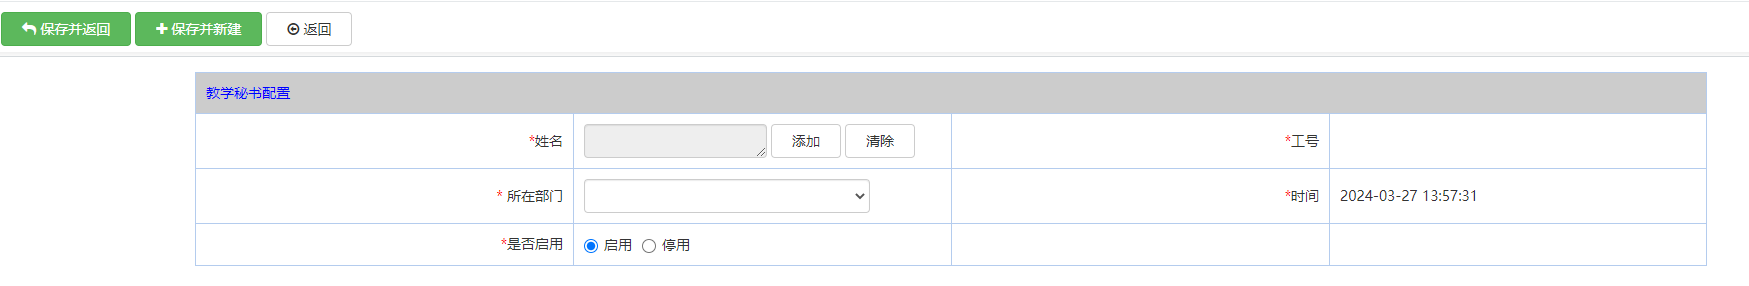 保存并返回 保存并新建 返回
教学秘书配置
*姓名 添加 清除 *工号
* 所在部门 *时间 2024-03-27 13:57:31
*是否启用 启用 停用